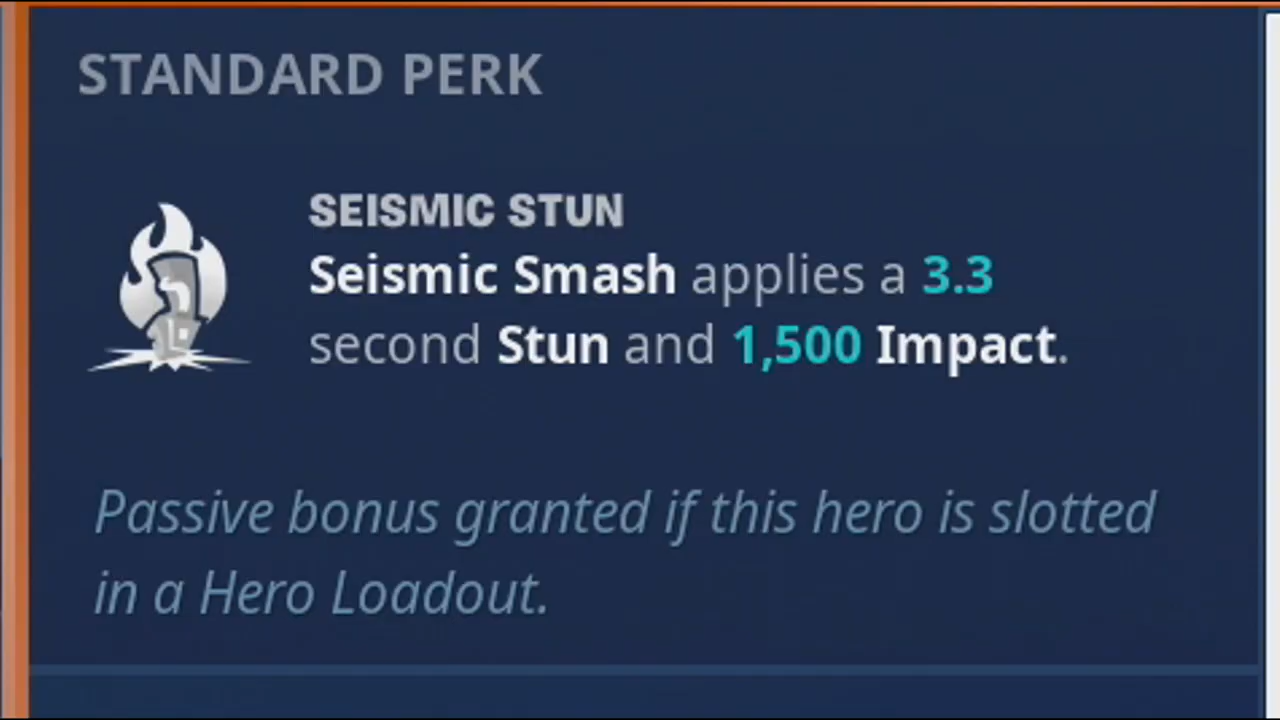 STANDARD PERK
SEISMIC STUN
Seismic Smash applies a 3.3
second Stun and 1,500 Impact.
Passive bonus granted if this hero is slotted
in a Hero Loadout.